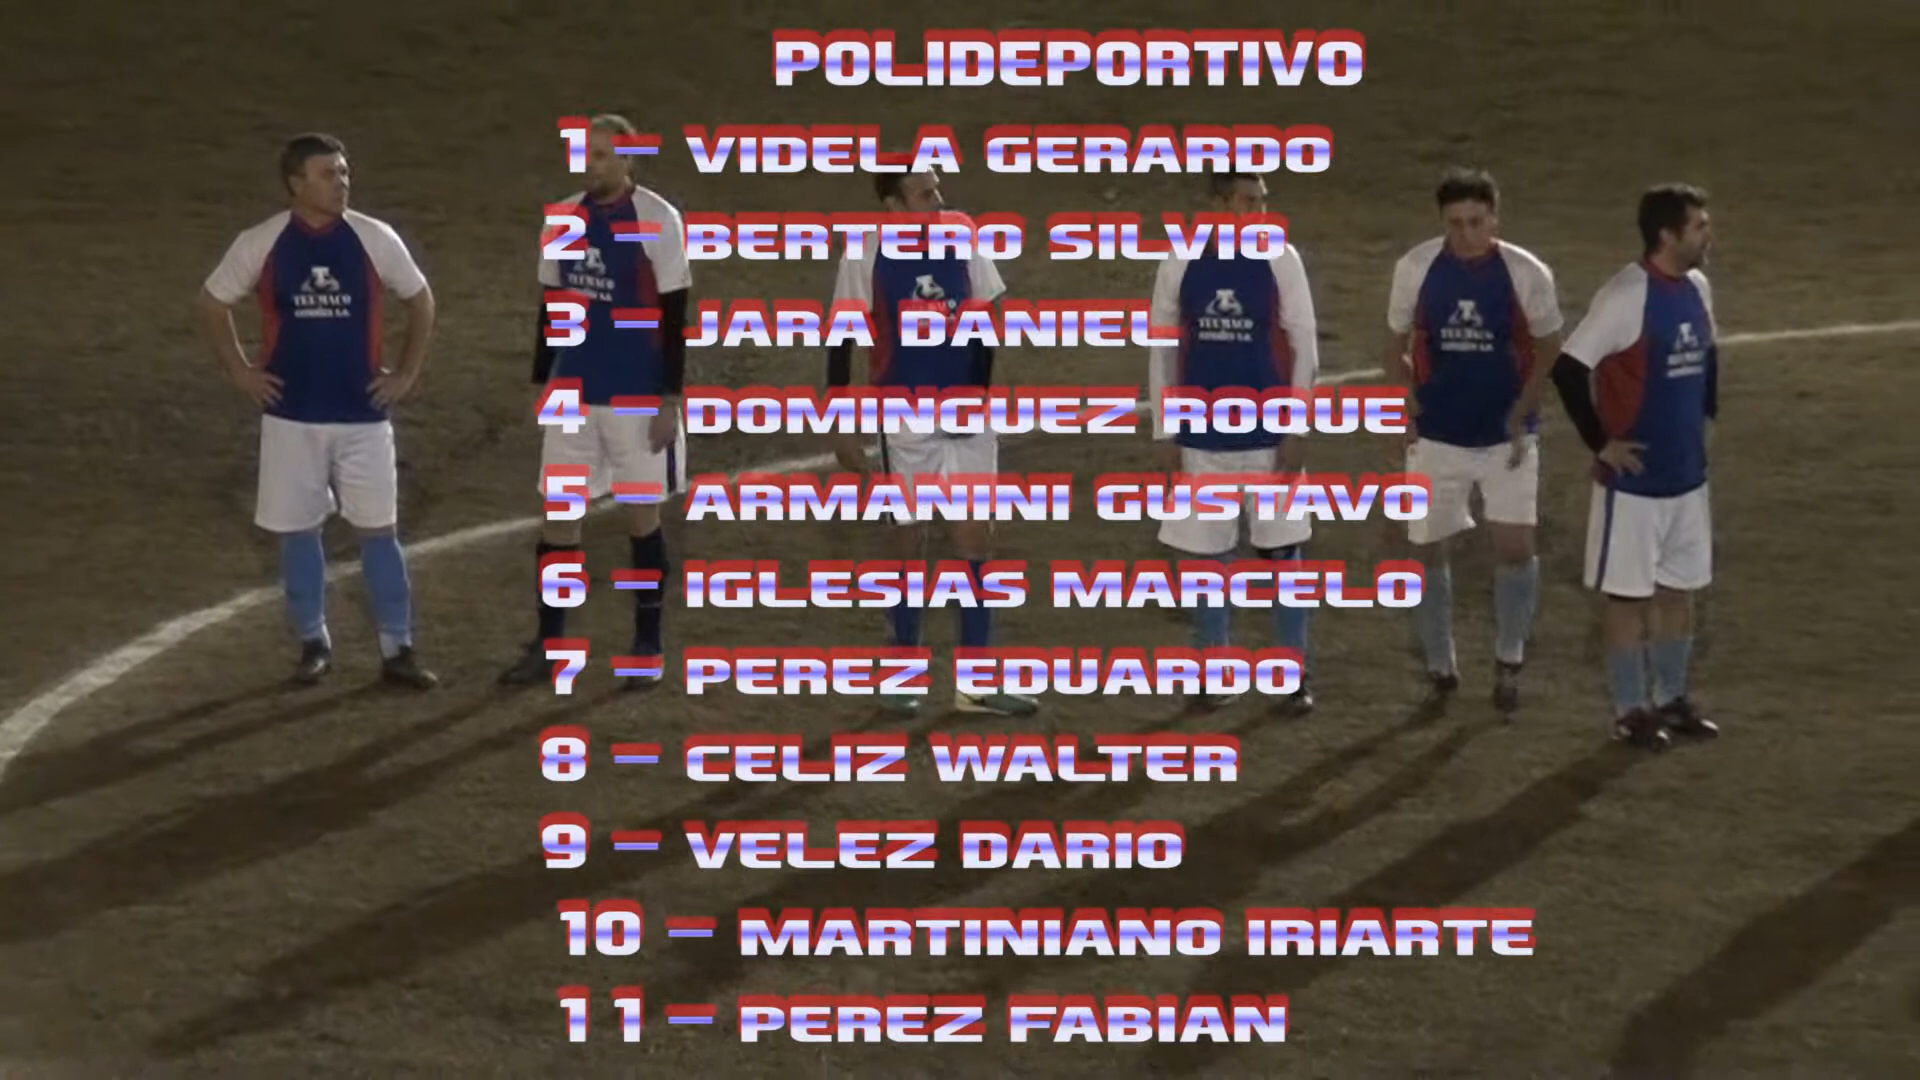 POLIDEPORTIVO
1 - VIDELA GERARDO
2 - BERTERO SILVIO
3 - JARA DANIEL
4 - DOMINGUEZ ROQUE
5 - ARMANINI GUSTAVO
6 - IGLESIAS MARCELO
7 - PEREZ EDUARDO
8 - CELIZ WALTER
9 - VELEZ DARIO
10 - MARTINIANO IRIARTE
11 - PEREZ FABIAN